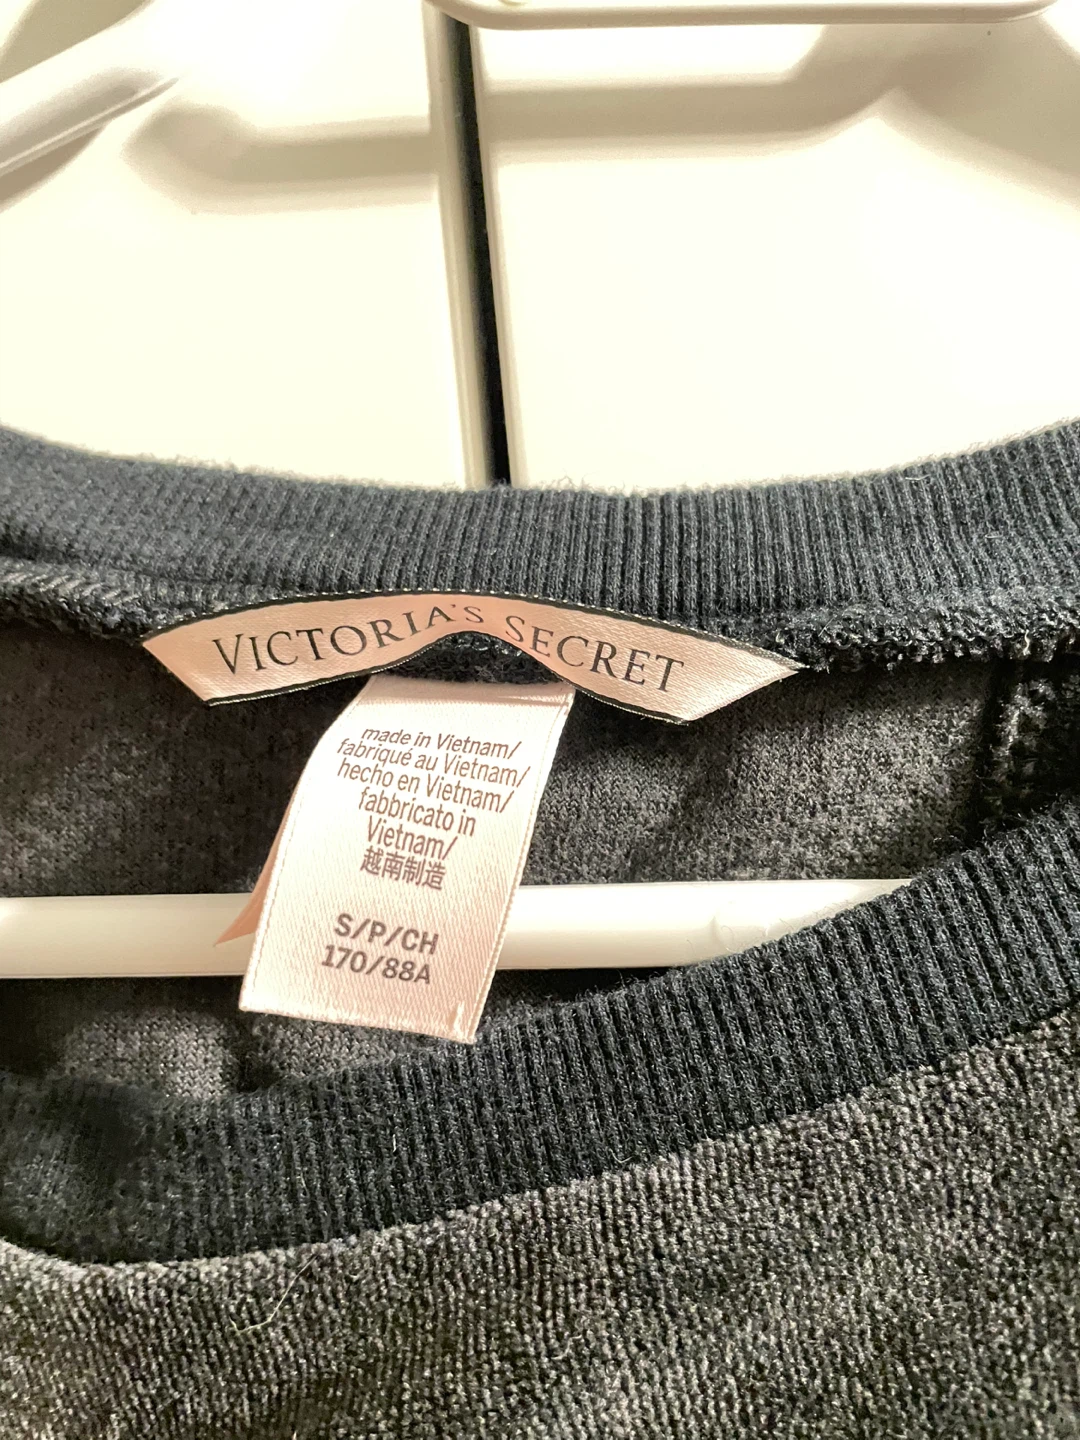 VICTORIA'S SECRET
made in Vietnam/
fabriqué au Vietnam/
hecho en Vietnam/
fabbricato in
Vietnam/
越南制造
S/P/CH
170/88A